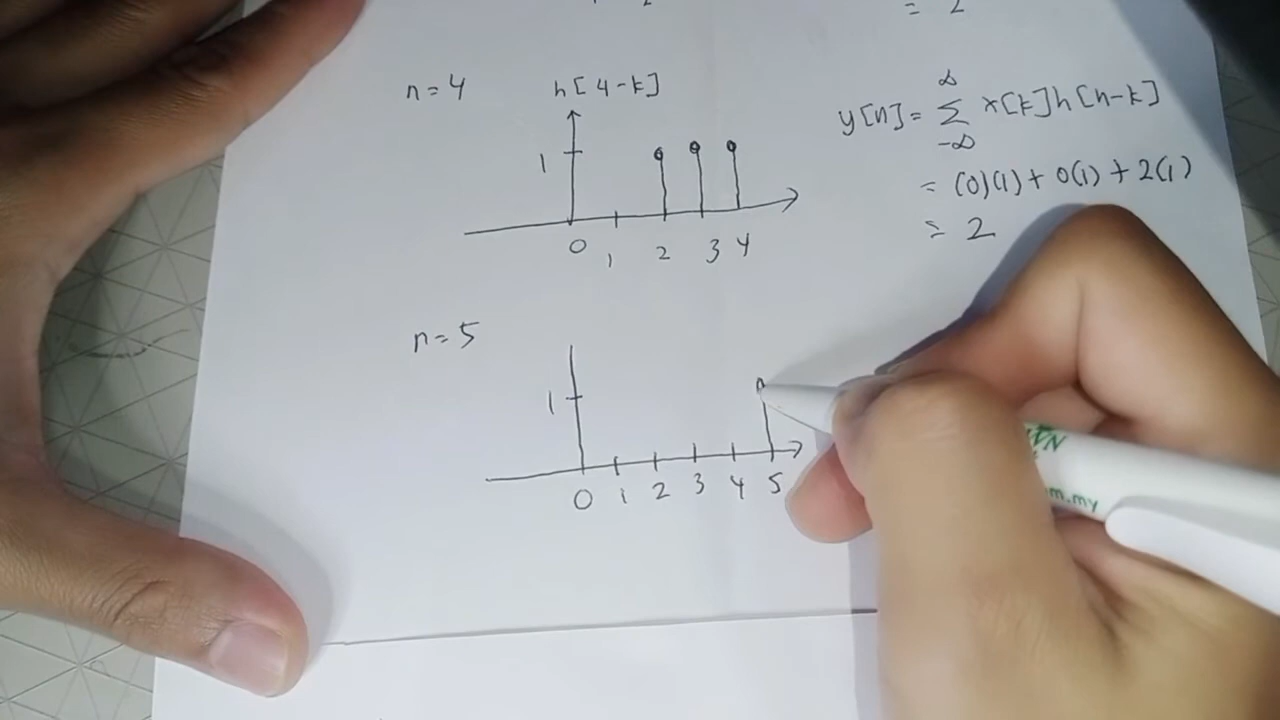 = 2
n=4
h[4-k]
1
0 1 2 3 4
y[n]= ∞ Σ -∞ x[k]h[n-k]
= (0)(1)+0(1)+2(1)
= 2
n=5
1
0 1 2 3 4 5
m.my